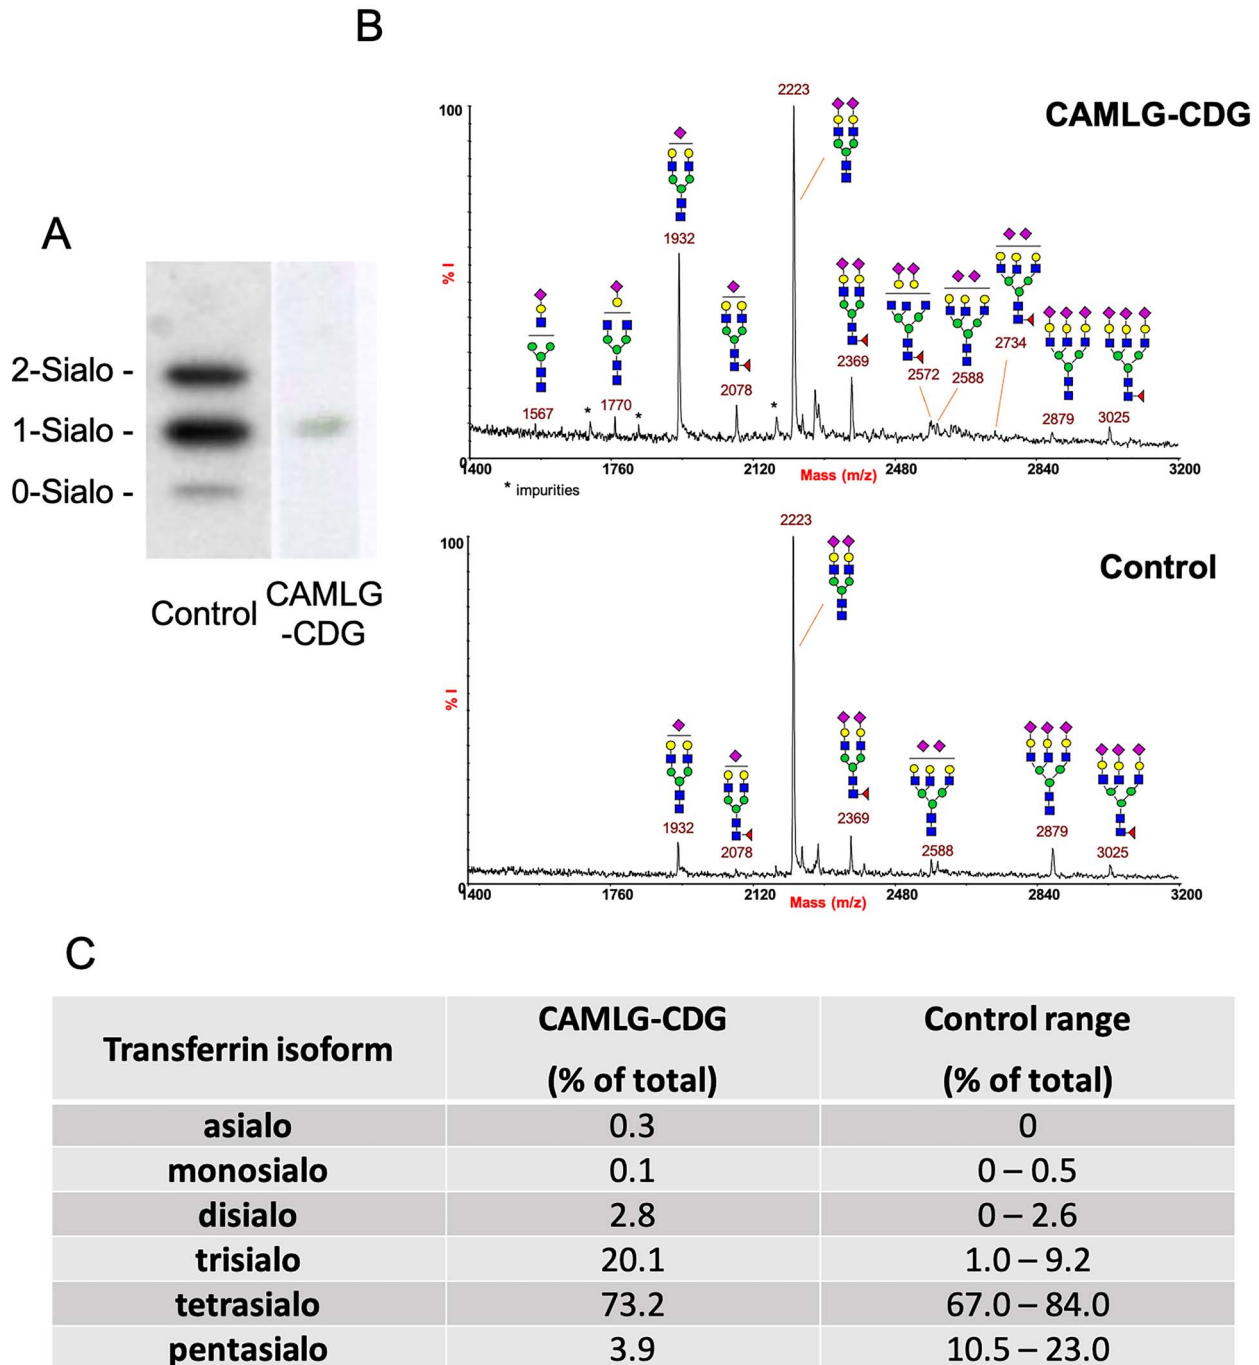 B
A
2-Sialo -
1-Sialo -
0-Sialo -
Control
CAMLG
-CDG
CAMLG-CDG
100
% I
0
1567
1770
1932
2078
2223
2369
2572
2588
2734
2879
3025
*
*
*
1400 1760 2120 2480 2840 3200
Mass (m/z)
* impurities
Control
100
% I
0
1932
2078
2223
2369
2588
2879
3025
1400 1760 2120 2480 2840 3200
Mass (m/z)
C
Transferrin isoform CAMLG-CDG (% of total) Control range (% of total)
asialo 0.3 0
monosialo 0.1 0 – 0.5
disialo 2.8 0 – 2.6
trisialo 20.1 1.0 – 9.2
tetrasialo 73.2 67.0 – 84.0
pentasialo 3.9 10.5 – 23.0